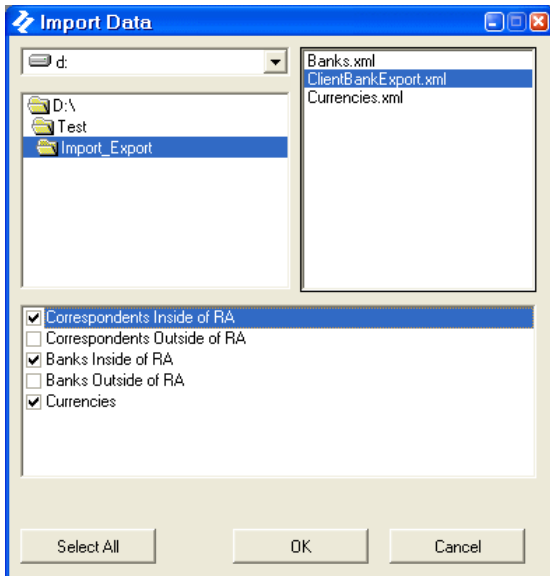 Import Data
d:
D:\
Test
Import_Export
Banks.xml
ClientBankExport.xml
Currencies.xml
Correspondents Inside of RA
Correspondents Outside of RA
Banks Inside of RA
Banks Outside of RA
Currencies
Select All
OK
Cancel